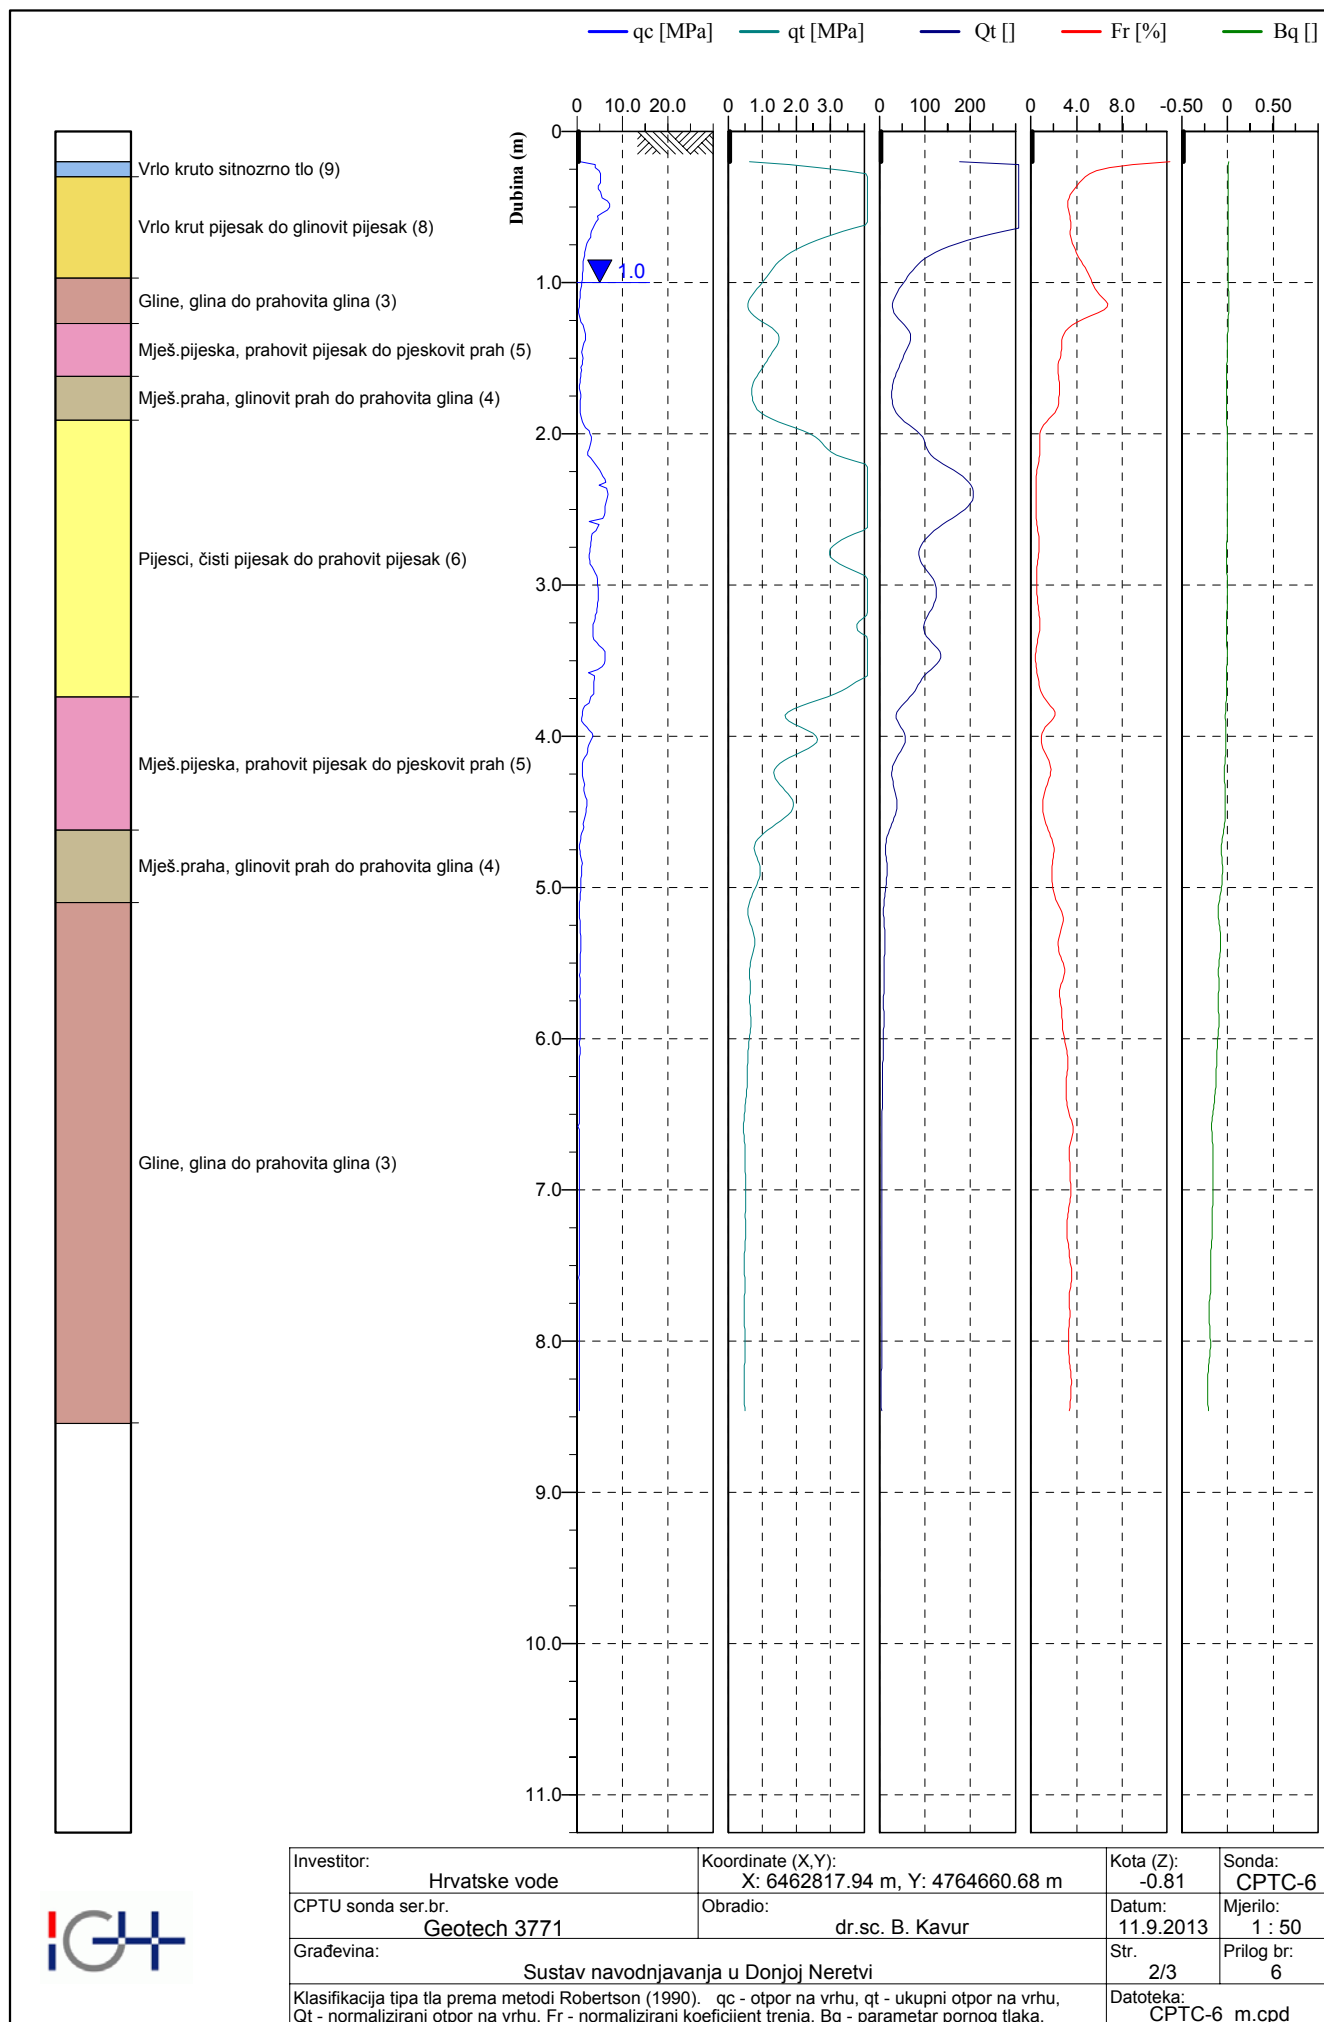 qc [MPa] qt [MPa] Qt [] Fr [%] Bq []
0 10.0 20.0 0 1.0 2.0 3.0 0 100 200 0 4.0 8.0 -0.50 0 0.50
Dubina (m)
0
Vrlo kruto sitnozrno tlo (9)
Vrlo krut pijesak do glinovit pijesak (8)
1.0
1.0
Gline, glina do prahovita glina (3)
Mješ.pijeska, prahovit pijesak do pjeskovit prah (5)
Mješ.praha, glinovit prah do prahovita glina (4)
2.0
Pijesci, čisti pijesak do prahovit pijesak (6)
3.0
4.0
Mješ.pijeska, prahovit pijesak do pjeskovit prah (5)
Mješ.praha, glinovit prah do prahovita glina (4)
5.0
6.0
Gline, glina do prahovita glina (3)
7.0
8.0
9.0
10.0
11.0
Investitor:
Hrvatske vode
Koordinate (X,Y):
X: 6462817.94 m, Y: 4764660.68 m
Kota (Z):
-0.81
Sonda:
CPTC-6
CPTU sonda ser.br.
Geotech 3771
Obradio:
dr.sc. B. Kavur
Datum:
11.9.2013
Mjerilo:
1 : 50
Građevina:
Sustav navodnjavanja u Donjoj Neretvi
Str.
2/3
Prilog br:
6
Klasifikacija tipa tla prema metodi Robertson (1990). qc - otpor na vrhu, qt - ukupni otpor na vrhu,
Qt - normalizirani otpor na vrhu, Fr - normalizirani koeficijent trenja, Bq - parametar pornog tlaka.
Datoteka:
CPTC-6_m.cpd
IGH